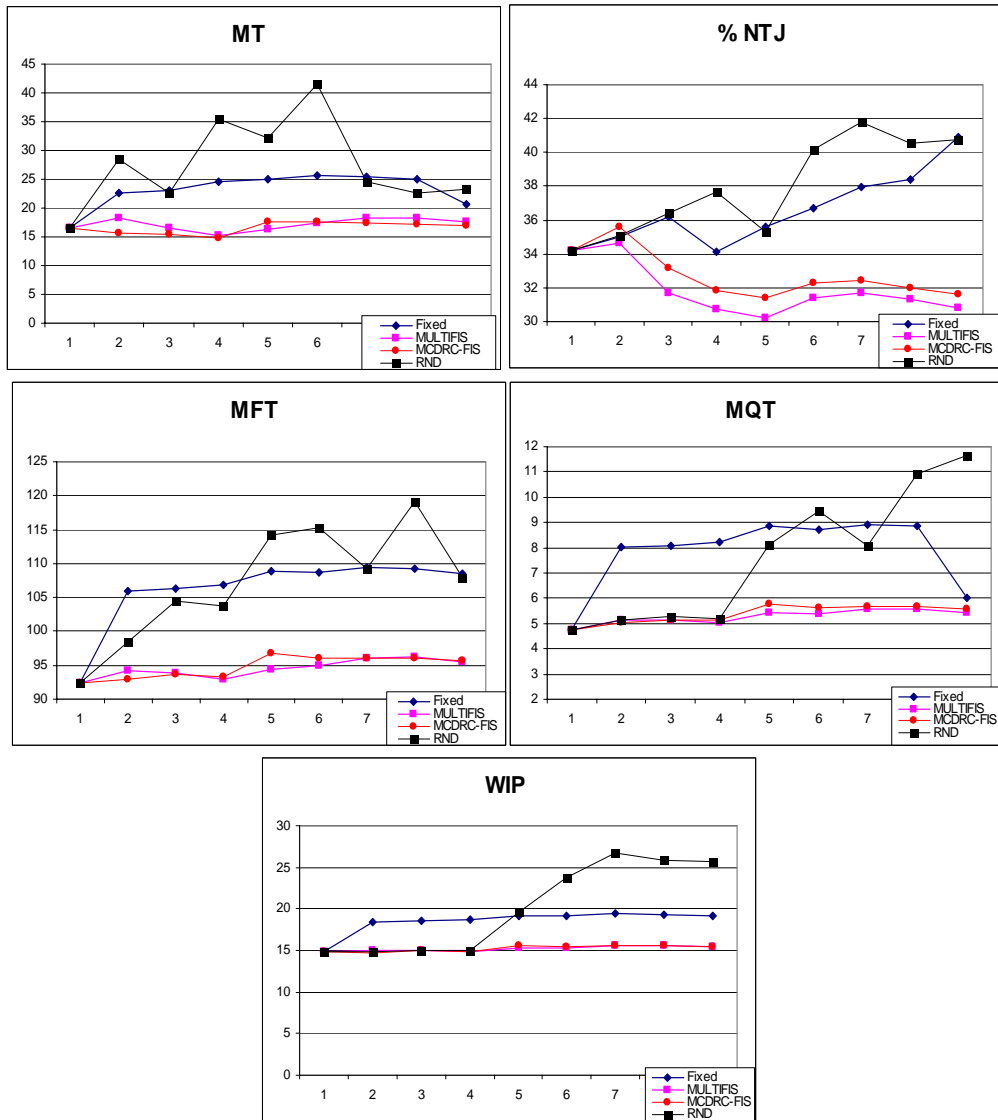 MT
45
40
35
30
25
20
15
10
5
0
1 2 3 4 5 6
Fixed
MULTIFIS
MCDRC-FIS
RND
% NTJ
44
42
40
38
36
34
32
30
1 2 3 4 5 6 7
Fixed
MULTIFIS
MCDRC-FIS
RND
MFT
125
120
115
110
105
100
95
90
1 2 3 4 5 6 7
Fixed
MULTIFIS
MCDRC-FIS
RND
MQT
12
11
10
9
8
7
6
5
4
3
2
1 2 3 4 5 6 7
Fixed
MULTIFIS
MCDRC-FIS
RND
WIP
30
25
20
15
10
5
0
1 2 3 4 5 6 7
Fixed
MULTIFIS
MCDRC-FIS
RND